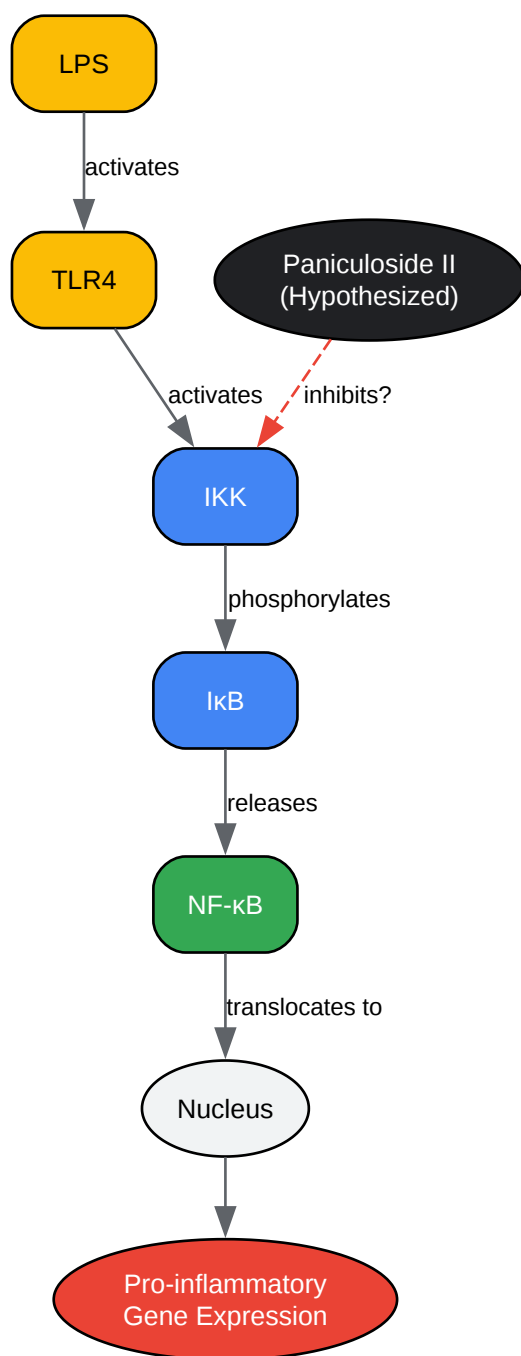 LPS
activates
TLR4
Paniculoside II
(Hypothesized)
activates
inhibits?
IKK
phosphorylates
IκB
releases
NF-κB
translocates to
Nucleus
Pro-inflammatory
Gene Expression